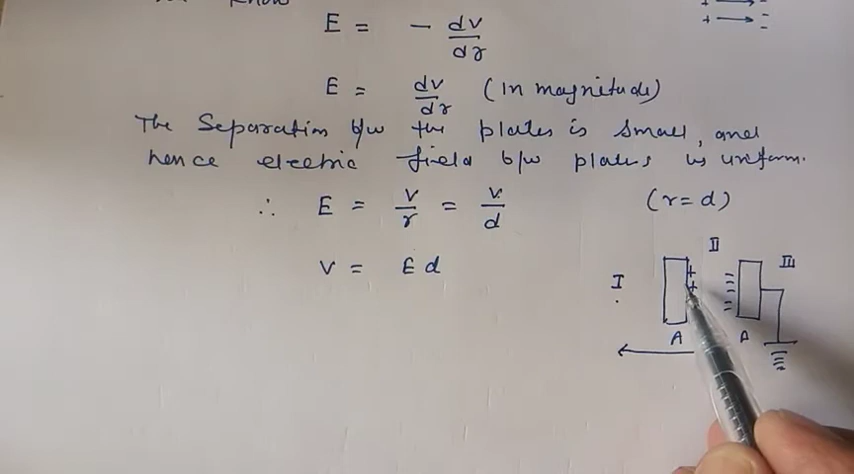 know
E = - dv/dr
E = dv/dr (in magnitude)
The Separation b/w the plates is small, and
hence electric field b/w plates is uniform.
∴ E = v/r = v/d (r = d)
V = Ed
I II III
A A